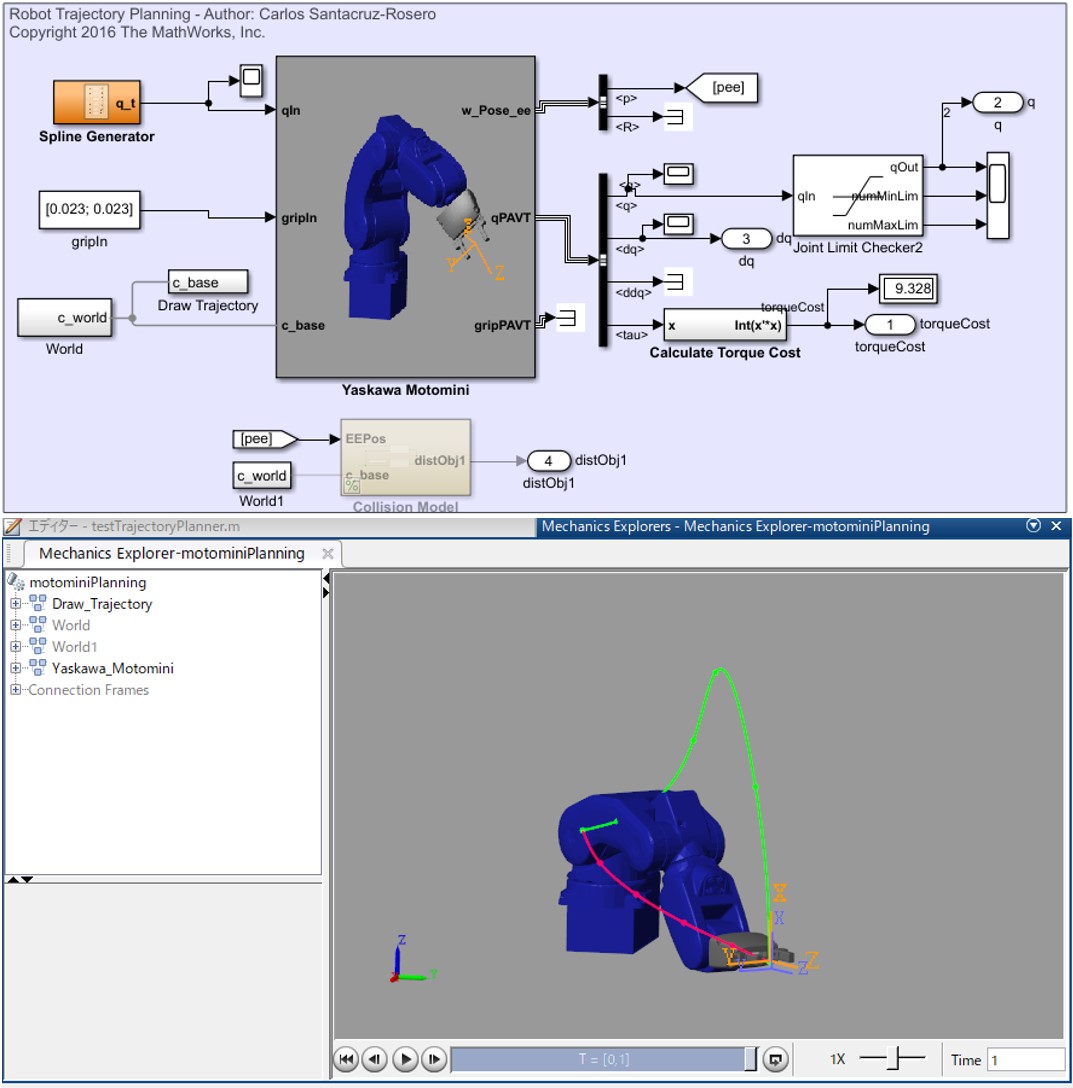 Robot Trajectory Planning - Author: Carlos Santacruz-Rosero
Copyright 2016 The MathWorks, Inc.
q_t
Spline Generator
[0.023; 0.023]
gripIn
c_world
World
c_base
Draw Trajectory
qIn
gripIn
c_base
w_Pose_ee
qPAVT
gripPAVT
Y
Z
Yaskawa Motomini
<p>
<R>
[pee]
<q>
<q>
<dq>
<ddq>
<tau>
3
dq
dq
qIn
qOut
numMinLim
numMaxLim
Joint Limit Checker2
2
2
q
q
x
Int(x'*x)
Calculate Torque Cost
torqueCost
9.328
1
torqueCost
torqueCost
[pee]
c_world
World1
EEPos
c_base
distObj1
%
Collision Model
4
distObj1
distObj1
エディター - testTrajectoryPlanner.m
Mechanics Explorers - Mechanics Explorer-motominiPlanning
Mechanics Explorer-motominiPlanning
motominiPlanning
Draw_Trajectory
World
World1
Yaskawa_Motomini
Connection Frames
X
X
Y
Z
Z
Z
Y
T = [0,1]
1X
Time
1